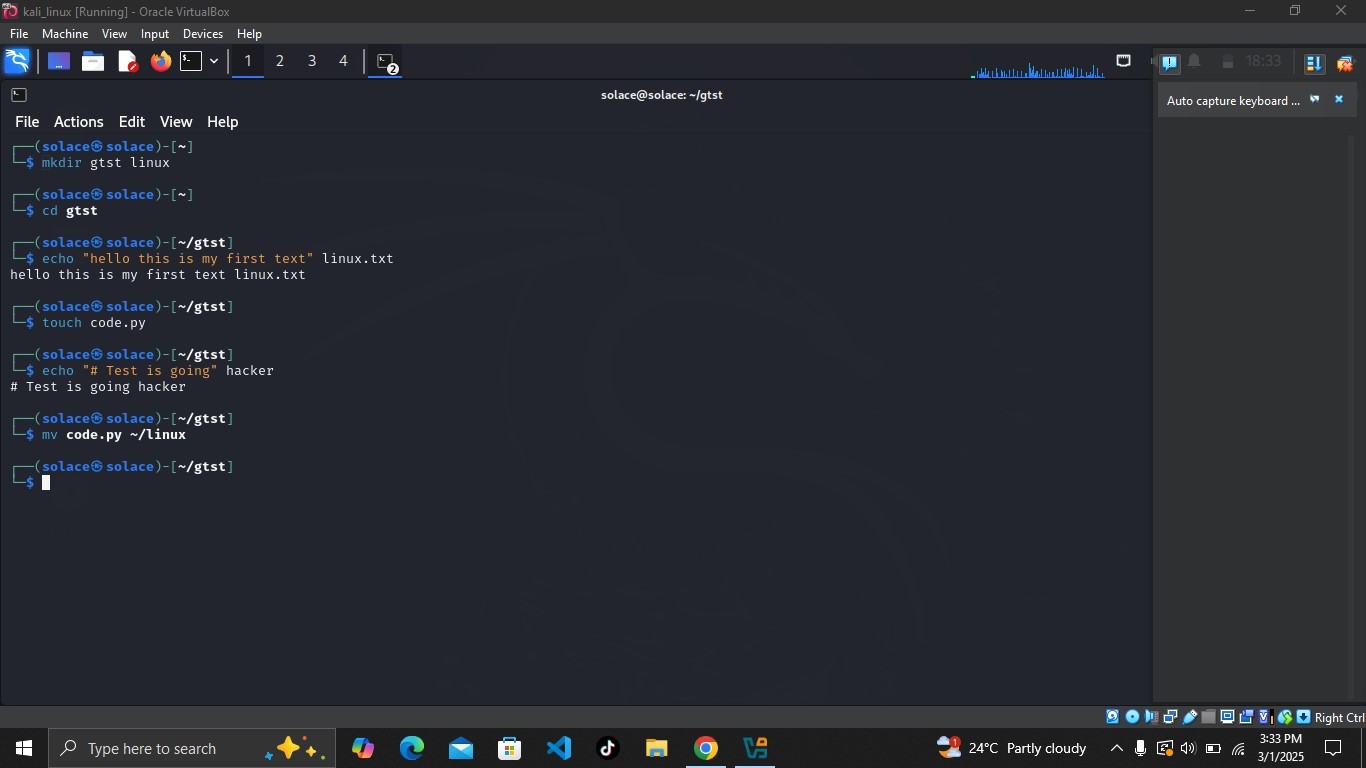 kali_linux [Running] - Oracle VirtualBox
File Machine View Input Devices Help
1 2 3 4 2 18:33
solace@solace: ~/gtst
Auto capture keyboard ...
File Actions Edit View Help
┌──(solace㉿solace)-[~]
└─$ mkdir gtst linux
┌──(solace㉿solace)-[~]
└─$ cd gtst
┌──(solace㉿solace)-[~/gtst]
└─$ echo "hello this is my first text" linux.txt
hello this is my first text linux.txt
┌──(solace㉿solace)-[~/gtst]
└─$ touch code.py
┌──(solace㉿solace)-[~/gtst]
└─$ echo "# Test is going" hacker
# Test is going hacker
┌──(solace㉿solace)-[~/gtst]
└─$ mv code.py ~/linux
┌──(solace㉿solace)-[~/gtst]
└─$
Right Ctrl
Type here to search
1 24°C Partly cloudy
3:33 PM
3/1/2025